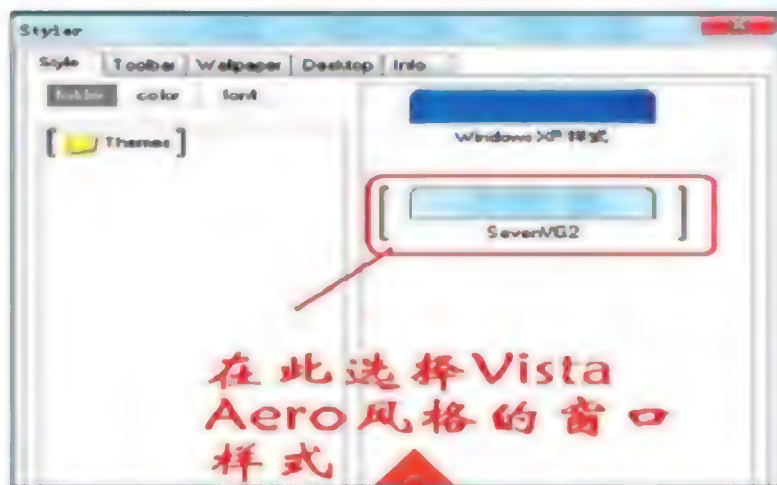 Styler
Style Toolbar Wallpaper Desktop Info
folder color font
Themes
Windows XP 样式
SevenVG2
在此选择Vista
Aero风格的窗口
样式